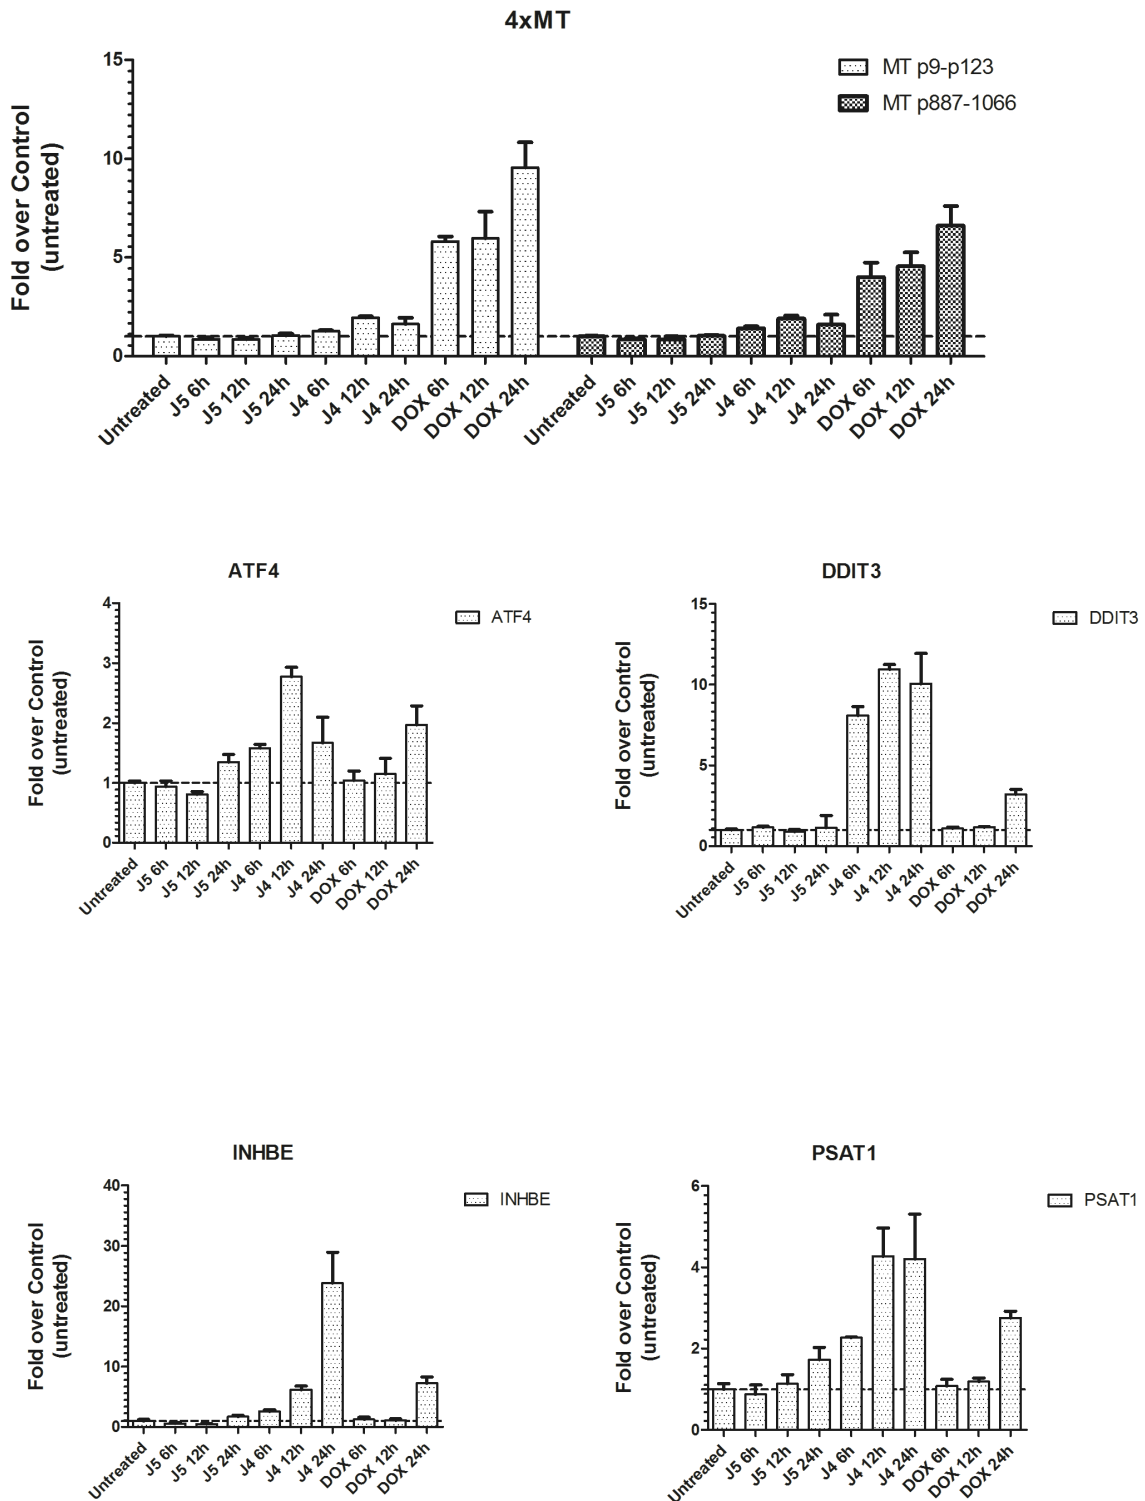 4xMT
MT p9-p123
MT p887-1066
Fold over Control
(untreated)
15
10
5
0
Untreated
J5 6h
J5 12h
J5 24h
J4 6h
J4 12h
J4 24h
DOX 6h
DOX 12h
DOX 24h
Untreated
J5 6h
J5 12h
J5 24h
J4 6h
J4 12h
J4 24h
DOX 6h
DOX 12h
DOX 24h
ATF4
ATF4
Fold over Control
(untreated)
4
3
2
1
0
Untreated
J5 6h
J5 12h
J5 24h
J4 6h
J4 12h
J4 24h
DOX 6h
DOX 12h
DOX 24h
DDIT3
DDIT3
Fold over Control
(untreated)
15
10
5
0
Untreated
J5 6h
J5 12h
J5 24h
J4 6h
J4 12h
J4 24h
DOX 6h
DOX 12h
DOX 24h
INHBE
INHBE
Fold over Control
(untreated)
40
30
20
10
0
Untreated
J5 6h
J5 12h
J5 24h
J4 6h
J4 12h
J4 24h
DOX 6h
DOX 12h
DOX 24h
PSAT1
PSAT1
Fold over Control
(untreated)
6
4
2
0
Untreated
J5 6h
J5 12h
J5 24h
J4 6h
J4 12h
J4 24h
DOX 6h
DOX 12h
DOX 24h